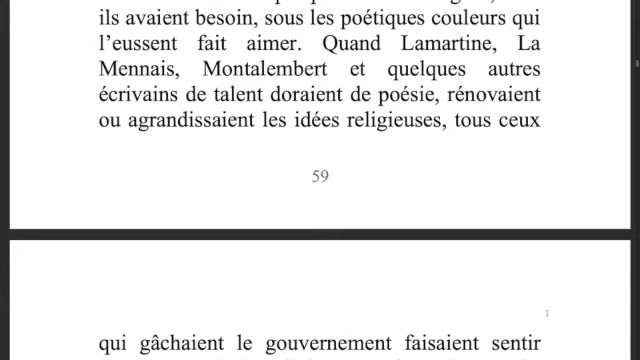 ils avaient besoin, sous les poétiques couleurs qui
l’eussent fait aimer. Quand Lamartine, La
Mennais, Montalembert et quelques autres
écrivains de talent doraient de poésie, rénovaient
ou agrandissaient les idées religieuses, tous ceux
59
qui gâchaient le gouvernement faisaient sentir